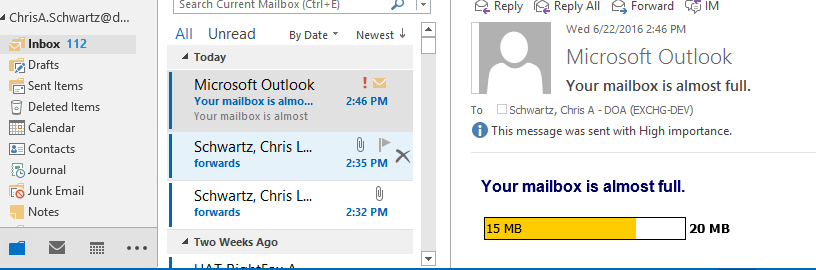 ChrisA.Schwartz@d...
Inbox 112
Drafts
Sent Items
Deleted Items
Calendar
Contacts
Journal
Junk Email
Notes
Search Current Mailbox (Ctrl+E)
All Unread
By Date Newest
Today
Microsoft Outlook
Your mailbox is almo... 2:46 PM
Your mailbox is almost
Schwartz, Chris L...
forwards 2:35 PM
Schwartz, Chris L...
forwards 2:32 PM
Two Weeks Ago
Reply Reply All Forward IM
Wed 6/22/2016 2:46 PM
Microsoft Outlook
Your mailbox is almost full.
To Schwartz, Chris A - DOA (EXCHG-DEV)
This message was sent with High importance.
Your mailbox is almost full.
15 MB 20 MB